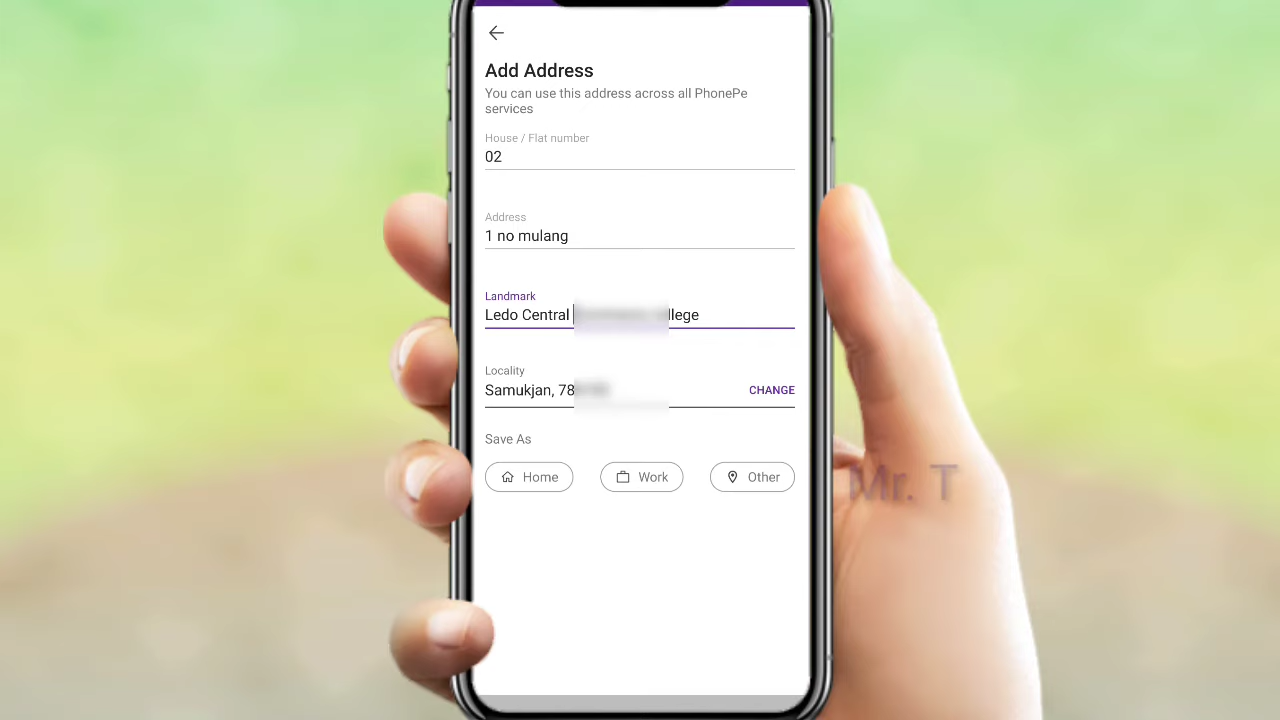 Add Address
You can use this address across all PhonePe
services
House / Flat number
02
Address
1 no mulang
Landmark
Ledo Central llege
Locality
Samukjan, 78
CHANGE
Save As
Home
Work
Other
Mr. T